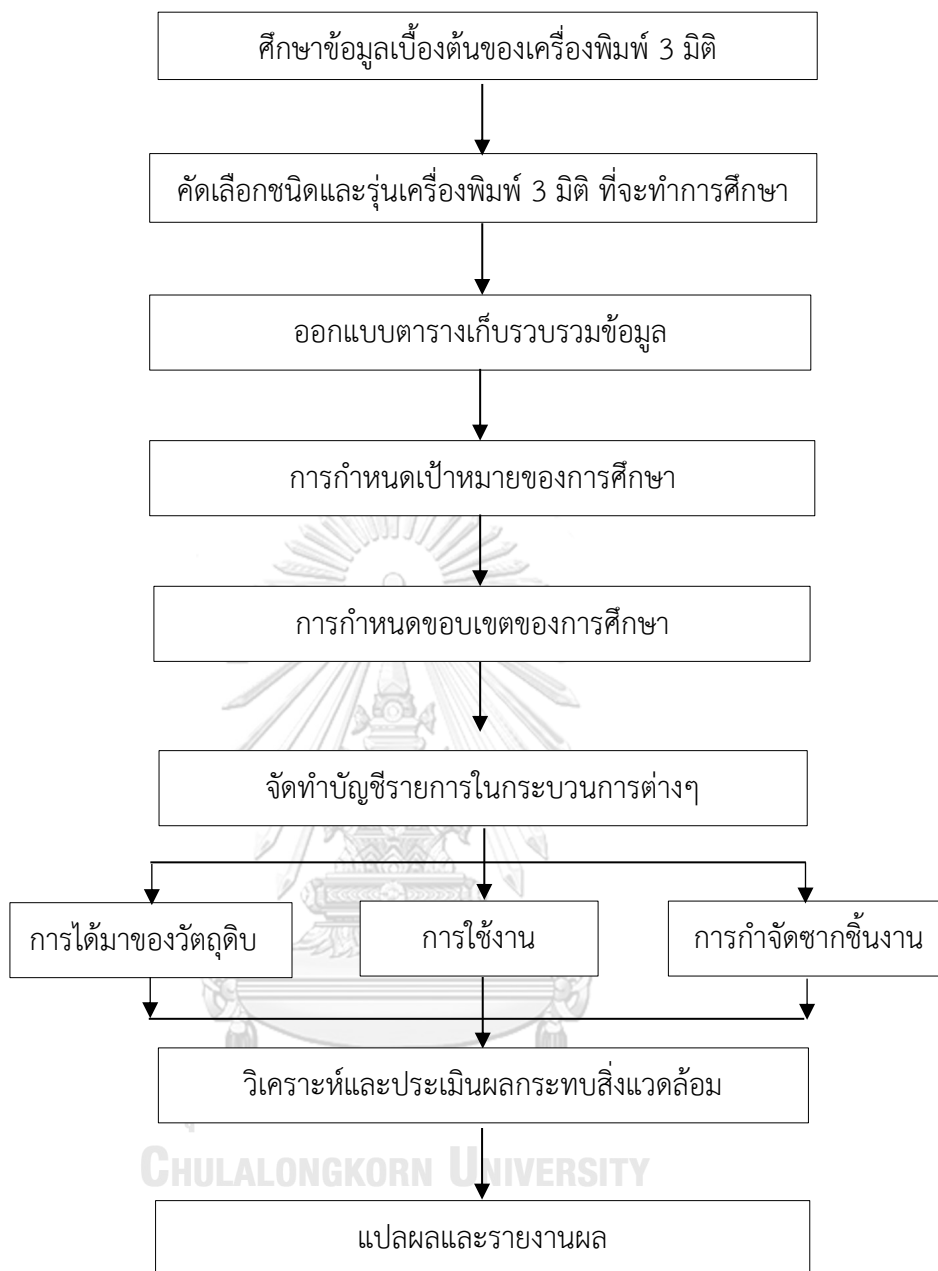 ศึกษาข้อมูลเบื้องต้นของเครื่องพิมพ์ 3 มิติ
คัดเลือกชนิดและรุ่นเครื่องพิมพ์ 3 มิติ ที่จะทำการศึกษา
ออกแบบตารางเก็บรวบรวมข้อมูล
การกำหนดเป้าหมายของการศึกษา
การกำหนดขอบเขตของการศึกษา
จัดทำบัญชีรายการในกระบวนการต่างๆ
การได้มาของวัตถุดิบ
การใช้งาน
การกำจัดซากชิ้นงาน
วิเคราะห์และประเมินผลกระทบสิ่งแวดล้อม
CHULALONGKORN UNIVERSITY
แปลผลและรายงานผล